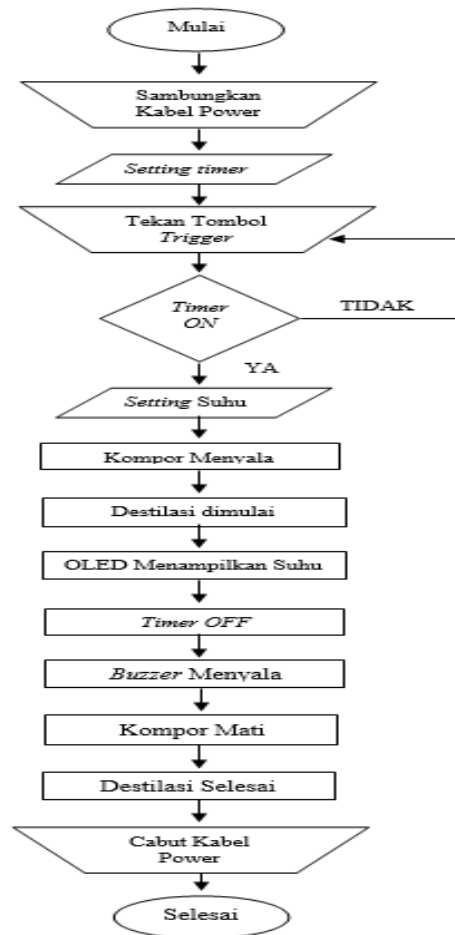 Mulai
Sambungkan
Kabel Power
Setting timer
Tekan Tombol
Trigger
Timer
ON
TIDAK
YA
Setting Suhu
Kompor Menyala
Destilasi dimulai
OLED Menampilkan Suhu
Timer OFF
Buzzer Menyala
Kompor Mati
Destilasi Selesai
Cabut Kabel
Power
Selesai